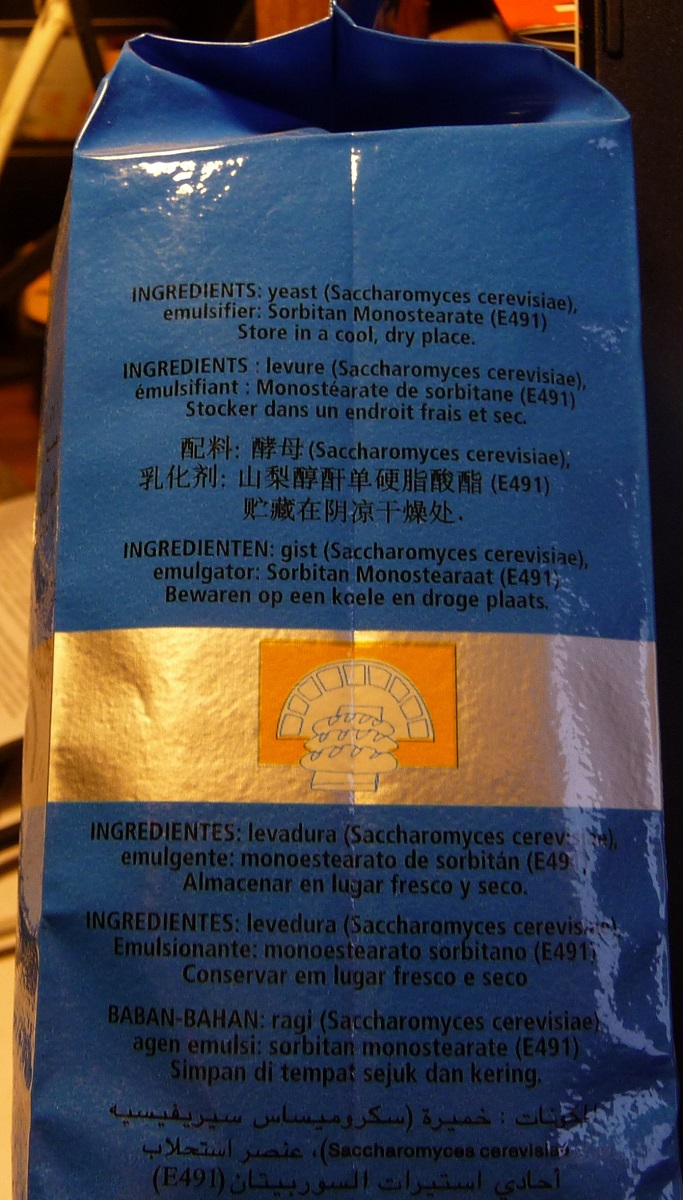 INGREDIENTS: yeast (Saccharomyces cerevisiae),
emulsifier: Sorbitan Monostearate (E491)
Store in a cool, dry place.
INGREDIENTS : levure (Saccharomyces cerevisiae),
émulsifiant : Monostéarate de sorbitane (E491)
Stocker dans un endroit frais et sec.
配料: 酵母 (Saccharomyces cerevisiae),
乳化剂: 山梨醇酐单硬脂酸酯 (E491)
贮藏在阴凉干燥处.
INGREDIENTEN: gist (Saccharomyces cerevisiae),
emulgator: Sorbitan Monostearaat (E491)
Bewaren op een koele en droge plaats.
INGREDIENTES: levadura (Saccharomyces
emulgente: monoestearato de sorbitán
Almacenar en lugar fresco y seco.
INGREDIENTES: levedura (Saccharomyces
Emulsionante: monoestearato sorbitano (E491)
Conservar em lugar fresco e seco
BABAN-BAHAN: ragi (Saccharomyces cerevisiae)
agen emulsi: sorbitan monostearate (E491)
Simpan di tempat sejuk dan kering.
: خميرة (سكروميساس سيريفيسيه
(Saccharomyces، عنصر استحلاب
أحادي استيرات السوربيتان (E491)